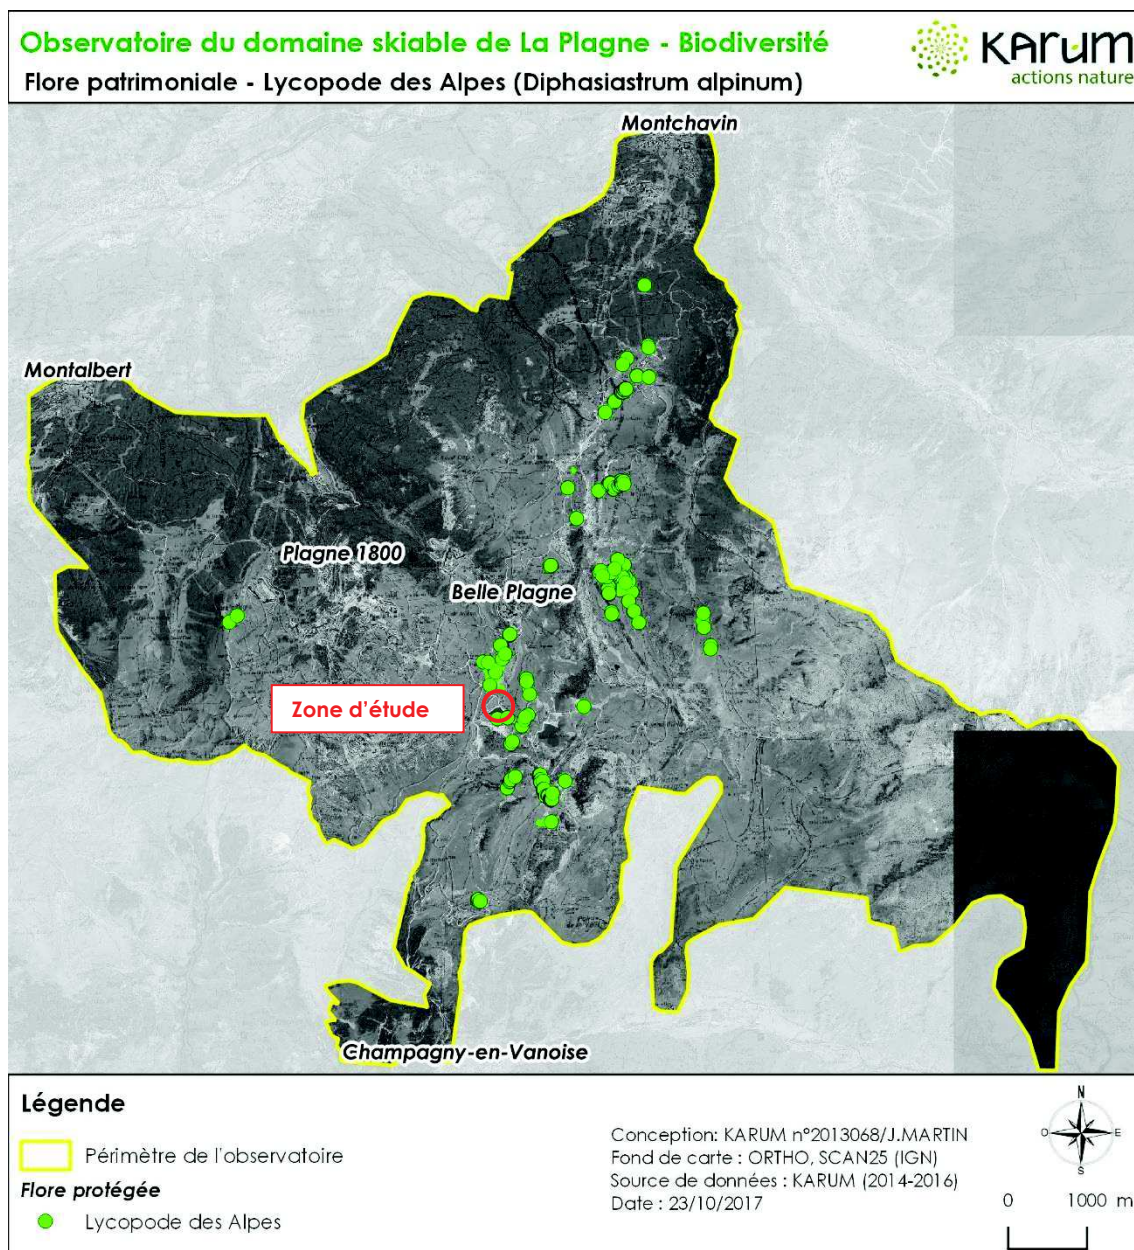 Observatoire du domaine skiable de La Plagne - Biodiversité
Flore patrimoniale - Lycopode des Alpes (Diphasiastrum alpinum)
KARUM
actions nature
Montchavin
Montalbert
Plagne 1800
Belle Plagne
Zone d'étude
Champagny-en-Vanoise
Légende
Périmètre de l'observatoire
Flore protégée
Lycopode des Alpes
Conception: KARUM n°2013068/J.MARTIN
Fond de carte : ORTHO, SCAN25 (IGN)
Source de données : KARUM (2014-2016)
Date : 23/10/2017
N
O
E
S
0 1000 m